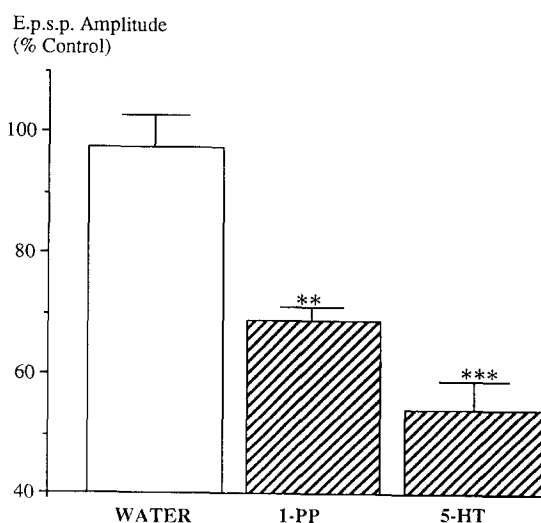 E.p.s.p. Amplitude
(% Control)
100
80
60
40
**
***
WATER 1-PP 5-HT